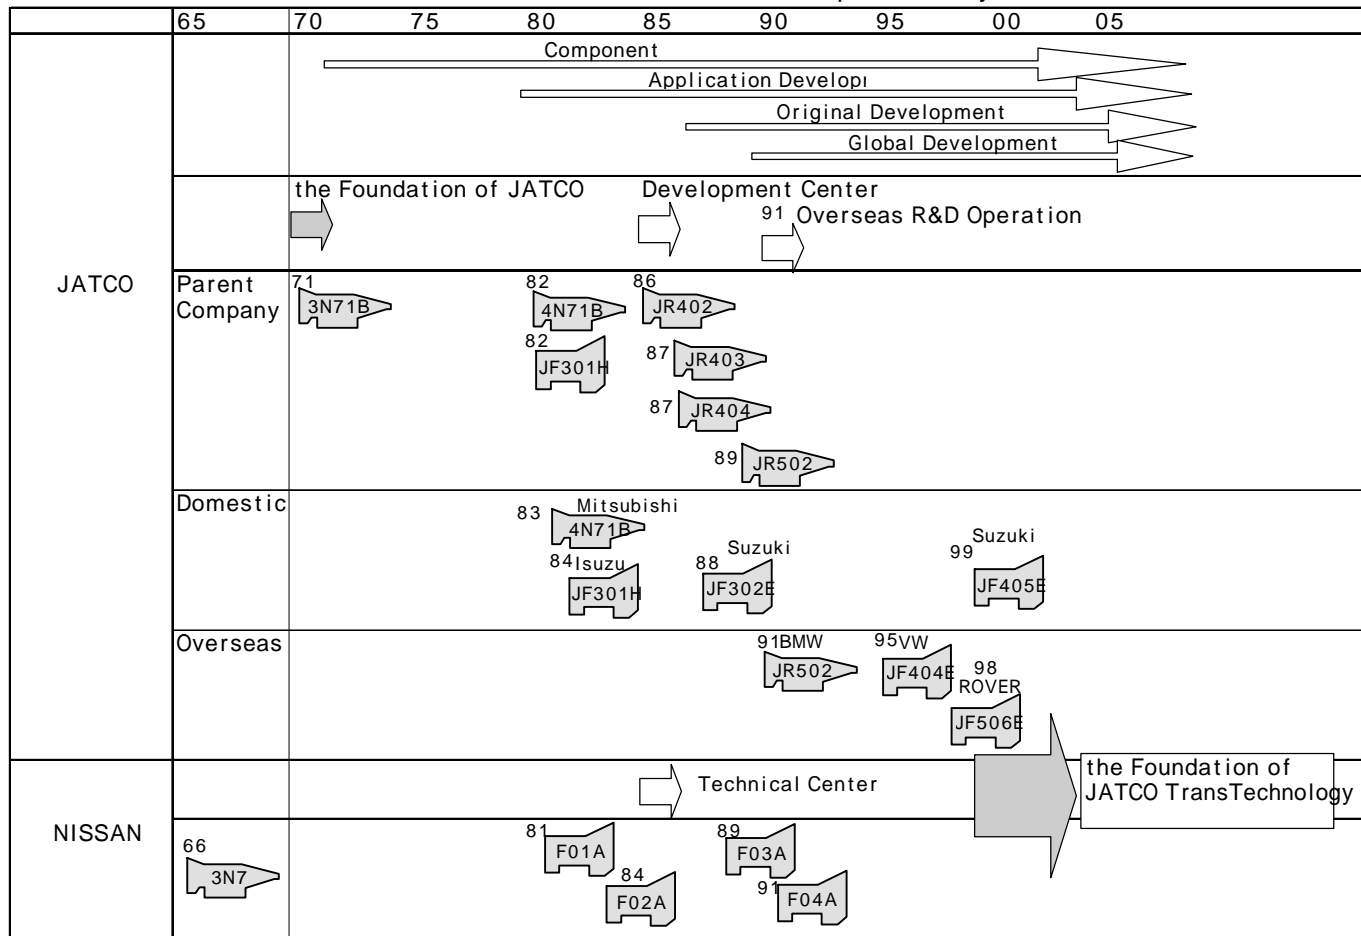 65 70 75 80 85 90 95 00 05
Component
Application Developı
Original Development
Global Development
the Foundation of JATCO Development Center
91 Overseas R&D Operation
JATCO
Parent
Company
71
3N71B
82
4N71B
86
JR402
82
JF301H
87
JR403
87
JR404
89
JR502
Domestic
83
Mitsubishi
4N71B
84 Isuzu
JF301H
88
Suzuki
JF302E
99
Suzuki
JF405E
Overseas
91 BMW
JR502
95 VW
JF404E
98
ROVER
JF506E
NISSAN
Technical Center
the Foundation of
JATCO TransTechnology
66
3N7
81
F01A
84
F02A
89
F03A
91
F04A